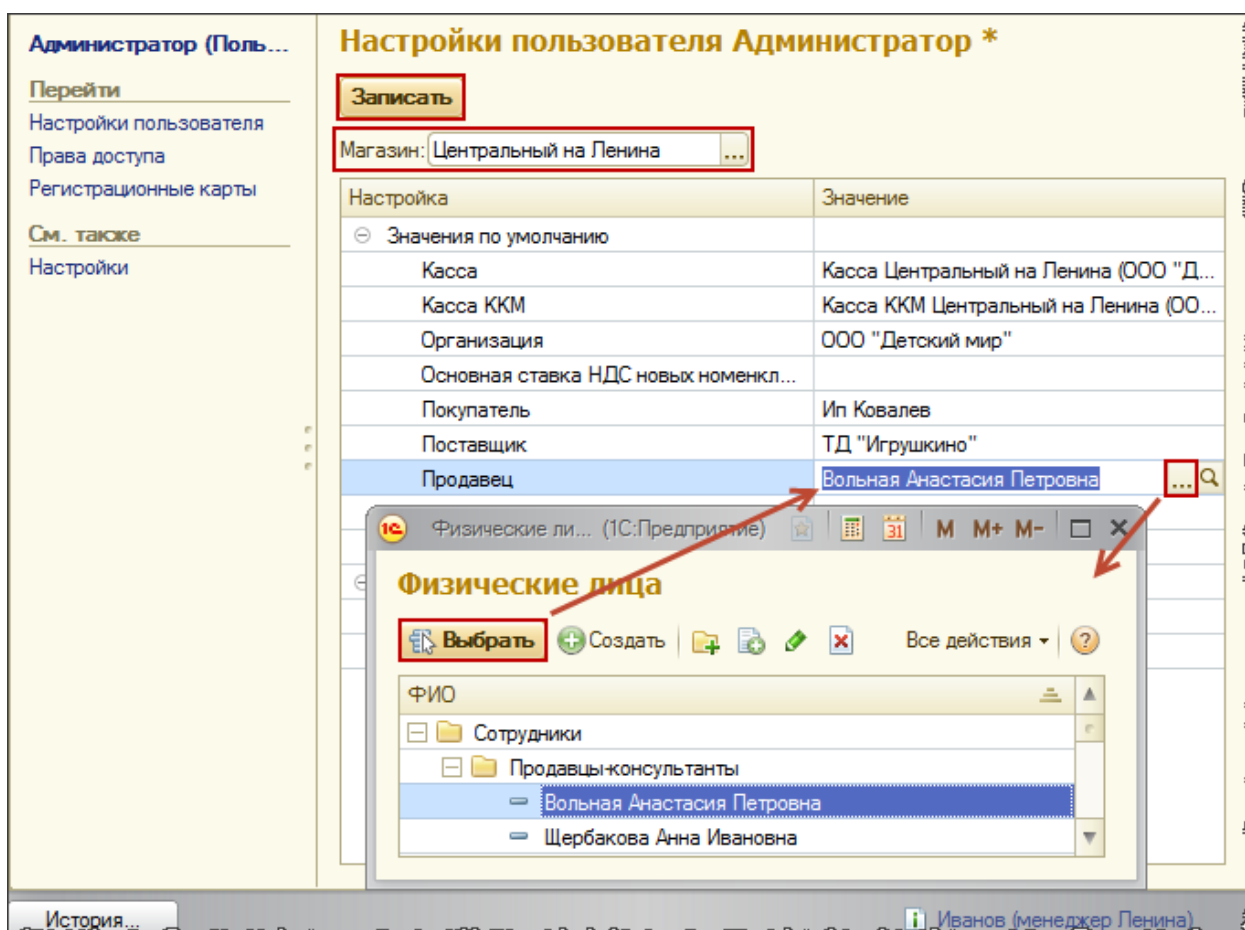 Администратор (Поль...
Перейти
Настройки пользователя
Права доступа
Регистрационные карты
См. также
Настройки
Настройки пользователя Администратор *
Записать
Магазин: Центральный на Ленина ...
Настройка Значение
Значения по умолчанию
Касса Касса Центральный на Ленина (ООО "Д...
Касса ККМ Касса ККМ Центральный на Ленина (ОО...
Организация ООО "Детский мир"
Основная ставка НДС новых номенкл...
Покупатель Ип Ковалев
Поставщик ТД "Игрушкино"
Продавец Вольная Анастасия Петровна ...
1С Физические ли... (1С:Предприятие) 31 M M+ M-
Физические лица
Выбрать Создать Все действия ?
ФИО
Сотрудники
Продавцы-консультанты
Вольная Анастасия Петровна
Щербакова Анна Ивановна
История...
i Иванов (менеджер Ленина)